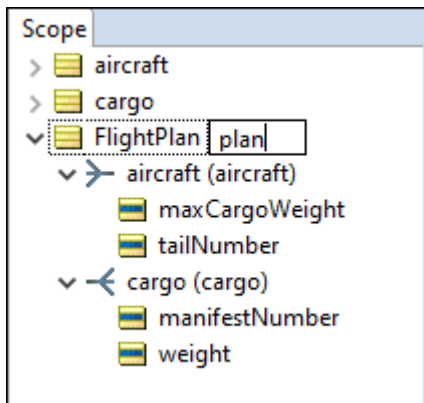 Scope
aircraft
cargo
FlightPlan plan
aircraft (aircraft)
maxCargoWeight
tailNumber
cargo (cargo)
manifestNumber
weight